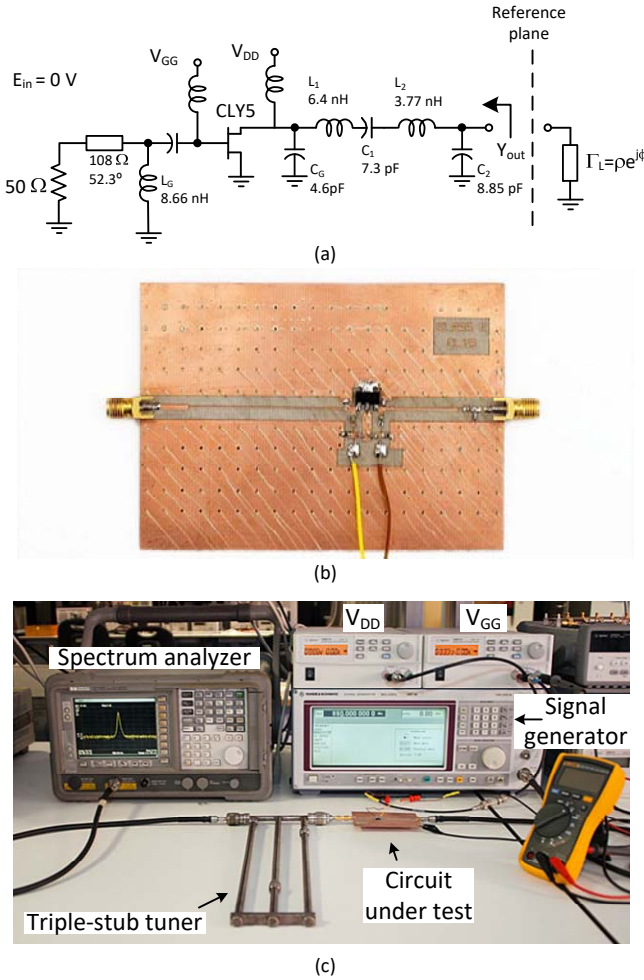 Reference
plane
V_GG
V_DD
E_in = 0 V
L_1
6.4 nH
L_2
3.77 nH
CLY5
108 Ω
52.3°
50 Ω
L_G
8.66 nH
C_G
4.6pF
C_1
7.3 pF
Y_out
C_2
8.85 pF
Γ_L=ρe^jϕ
(a)
(b)
V_DD
V_GG
Spectrum analyzer
Signal
generator
Triple-stub tuner
Circuit
under test
(c)